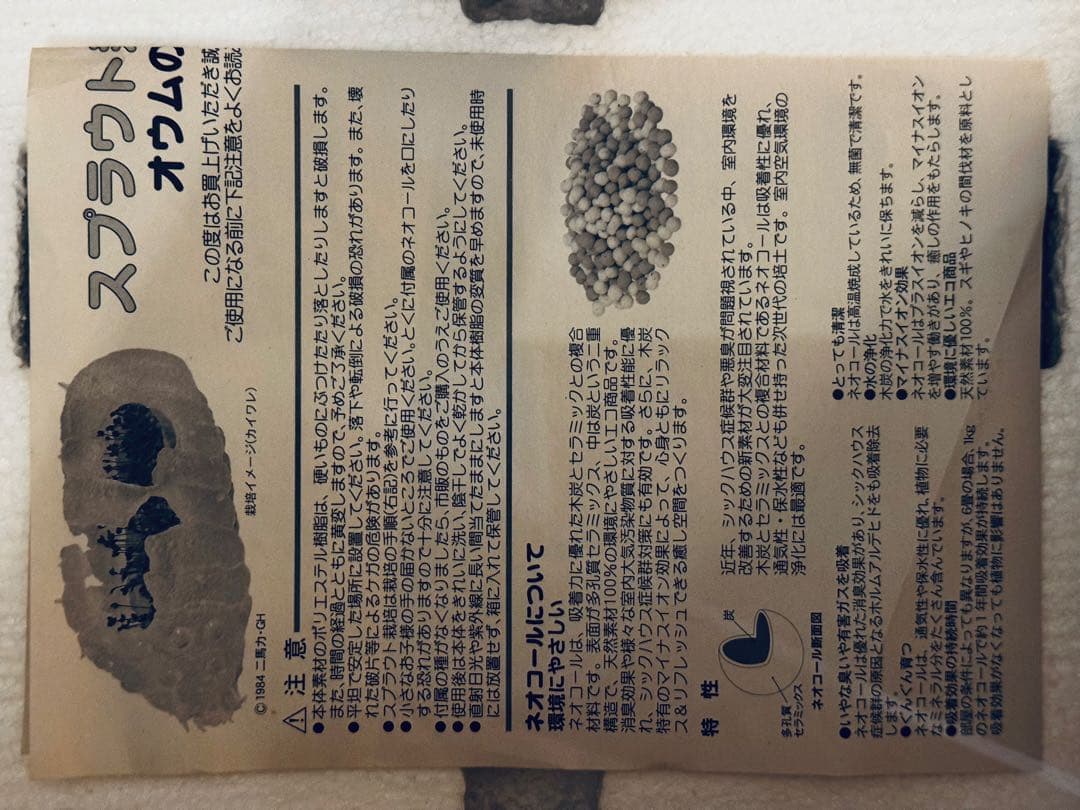 スプラウト
オウムの
この度はお買上げいただき誠
ご使用になる前に下記注意をよくお読
栽培イメージ(カイワレ)
©1984 二馬力・GH
⚠ 注 意
●本体素材のポリエステル樹脂は、硬いものにぶつけたり落としたりしますと破損します。
また、時間の経過とともに黄変しますので、予めご了承ください。
●平坦で安定した場所に設置してください。落下や転倒による破損の恐れがあります。また、壊
れた破片等によるケガの危険があります。
●スプラウト栽培は栽培の手順(右記)を参考に行ってください。
●小さなお子様の手の届かないところでご使用ください。とくに付属のネオコールを口にしたり
する恐れがありますので十分に注意してください。
●付属の種がなくなりましたら、市販のものをご購入のうえご使用ください。
●使用後は本体をきれいに洗い、陰干しでよく乾かしてから保管するようにしてください。
●直射日光や紫外線に長い間当てたままにしますと本体樹脂の変質を早めますので、未使用時
には放置せず、箱に入れて保管してください。
ネオコールについて
環境にやさしい
ネオコールは、吸着力に優れた木炭とセラミックとの複合
材料です。表面が多孔質セラミックス、中は炭という二重
構造で、天然素材100%の環境にやさしいエコ商品です。
消臭効果や様々な室内大気汚染物質に対する吸着性能に優
れ、シックハウス症候群対策にも有効です。さらに、木炭
特有のマイナスイオン効果によって、心身ともにリラック
ス&リフレッシュできる癒し空間をつくります。
近年、シックハウス症候群や悪臭が問題視されている中、室内環境を
改善するための新素材が大変注目されています。
木炭とセラミックスとの複合材料であるネオコールは吸着性に優れ、
通気性・保水性なども併せ持った次世代の培土です。室内空気環境の
浄化には最適です。
特 性
炭
多孔質
セラミックス
ネオコール断面図
●いやな臭いや有害ガスを吸着
ネオコールは優れた消臭効果があり、シックハウス
症候群の原因となるホルムアルデヒドをも吸着除去
します。
●ぐんぐん育つ
ネオコールは、通気性や保水性に優れ、植物に必要
なミネラル分をたくさん含んでいます。
●吸着効果の持続時間
部屋の条件によっても異なりますが、6畳の場合、1kg
のネオコールで約1年間吸着効果が持続します。
吸着効果がなくなっても植物に影響はありません。
●とっても清潔
ネオコールは高温焼成しているため、無菌で清潔です。
●水の浄化
木炭の浄化力で水をきれいに保ちます。
●マイナスイオン効果
ネオコールはプラスイオンを減らし、マイナスイオン
を増やす働きがあり、癒しの作用をもたらします。
●環境に優しいエコ商品
天然素材100%。スギやヒノキの間伐材を原料とし
ています。